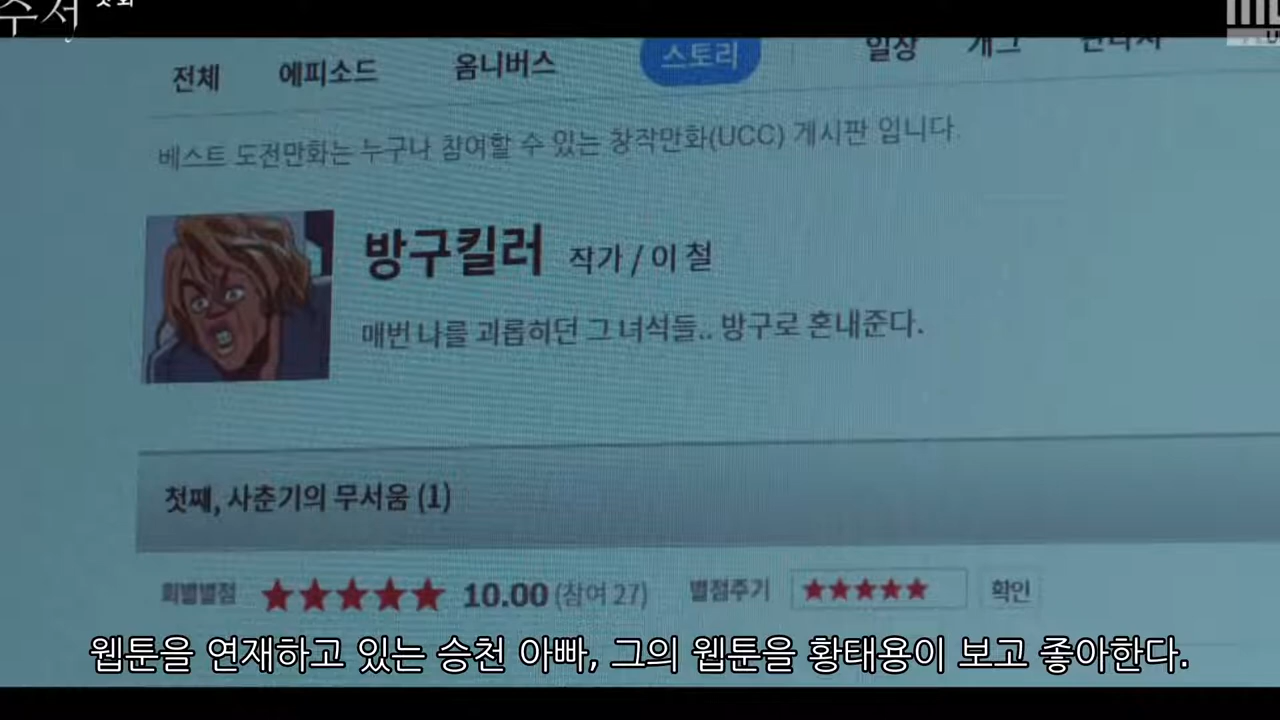 전체 에피소드 옴니버스 스토리 일상 개그
베스트 도전만화는 누구나 참여할 수 있는 창작만화(UCC) 게시판 입니다.
방구킬러 작가 / 이 철
매번 나를 괴롭히던 그 녀석들.. 방구로 혼내준다.
첫째, 사춘기의 무서움 (1)
회별별점 ★★★★★ 10.00 (참여 27) 별점주기 ★★★★★ 확인
웹툰을 연재하고 있는 승천 아빠, 그의 웹툰을 황태용이 보고 좋아한다.